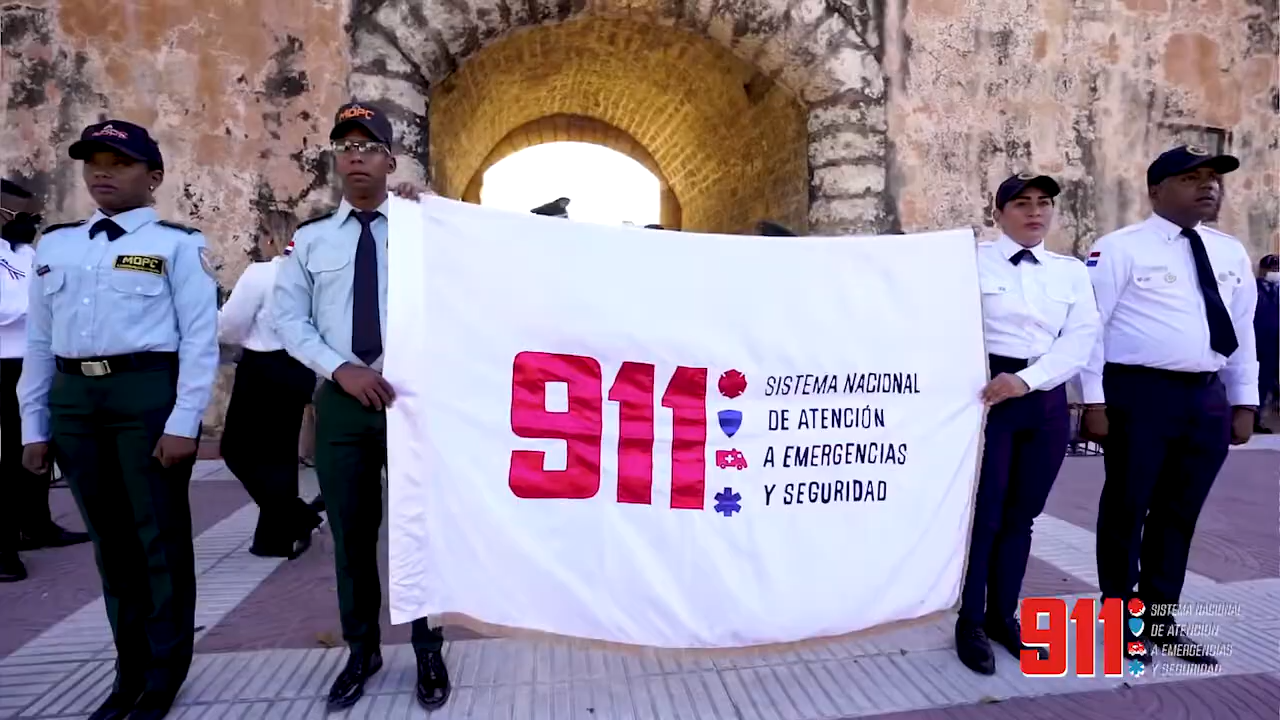 MOPC
MOPC
911
SISTEMA NACIONAL
DE ATENCIÓN
A EMERGENCIAS
Y SEGURIDAD
911
SISTEMA NACIONAL
DE ATENCIÓN
A EMERGENCIAS
Y SEGURIDAD